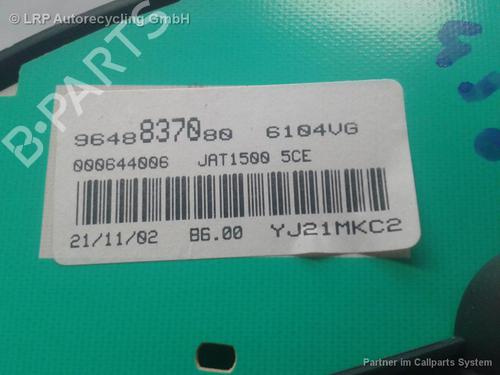 LRP Autorecycling GmbH
B-PARTS
9648837080 6104VG
000644006 JAT1500 5CE
21/11/02 B6.00 YJ21MKC2
Partner im Callparts System